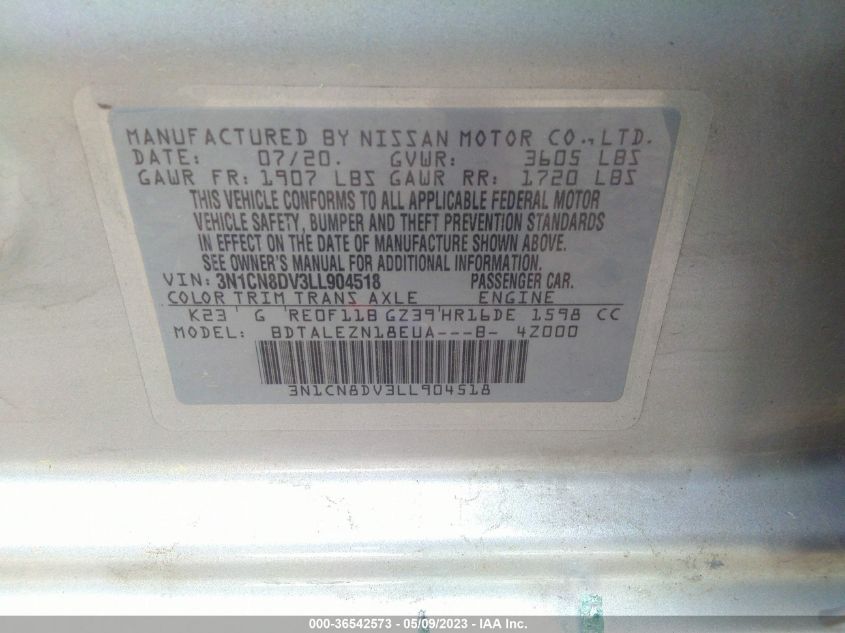 MANUFACTURED BY NISSAN MOTOR CO.,LTD.
DATE: 07/20. GVWR: 3605 LBS
GAWR FR: 1907 LBS GAWR RR: 1720 LBS
THIS VEHICLE CONFORMS TO ALL APPLICABLE FEDERAL MOTOR
VEHICLE SAFETY, BUMPER AND THEFT PREVENTION STANDARDS
IN EFFECT ON THE DATE OF MANUFACTURE SHOWN ABOVE.
SEE OWNER'S MANUAL FOR ADDITIONAL INFORMATION.
VIN: 3N1CN8DV3LL904518 PASSENGER CAR.
COLOR TRIM TRANS AXLE ENGINE
K23 G RE0F11B GZ39 HR16DE 1598 CC
MODEL: BDTALEZN18EUA---B- 4Z000
3N1CN8DV3LL904518
000-36542573 - 05/09/2023 - IAA Inc.